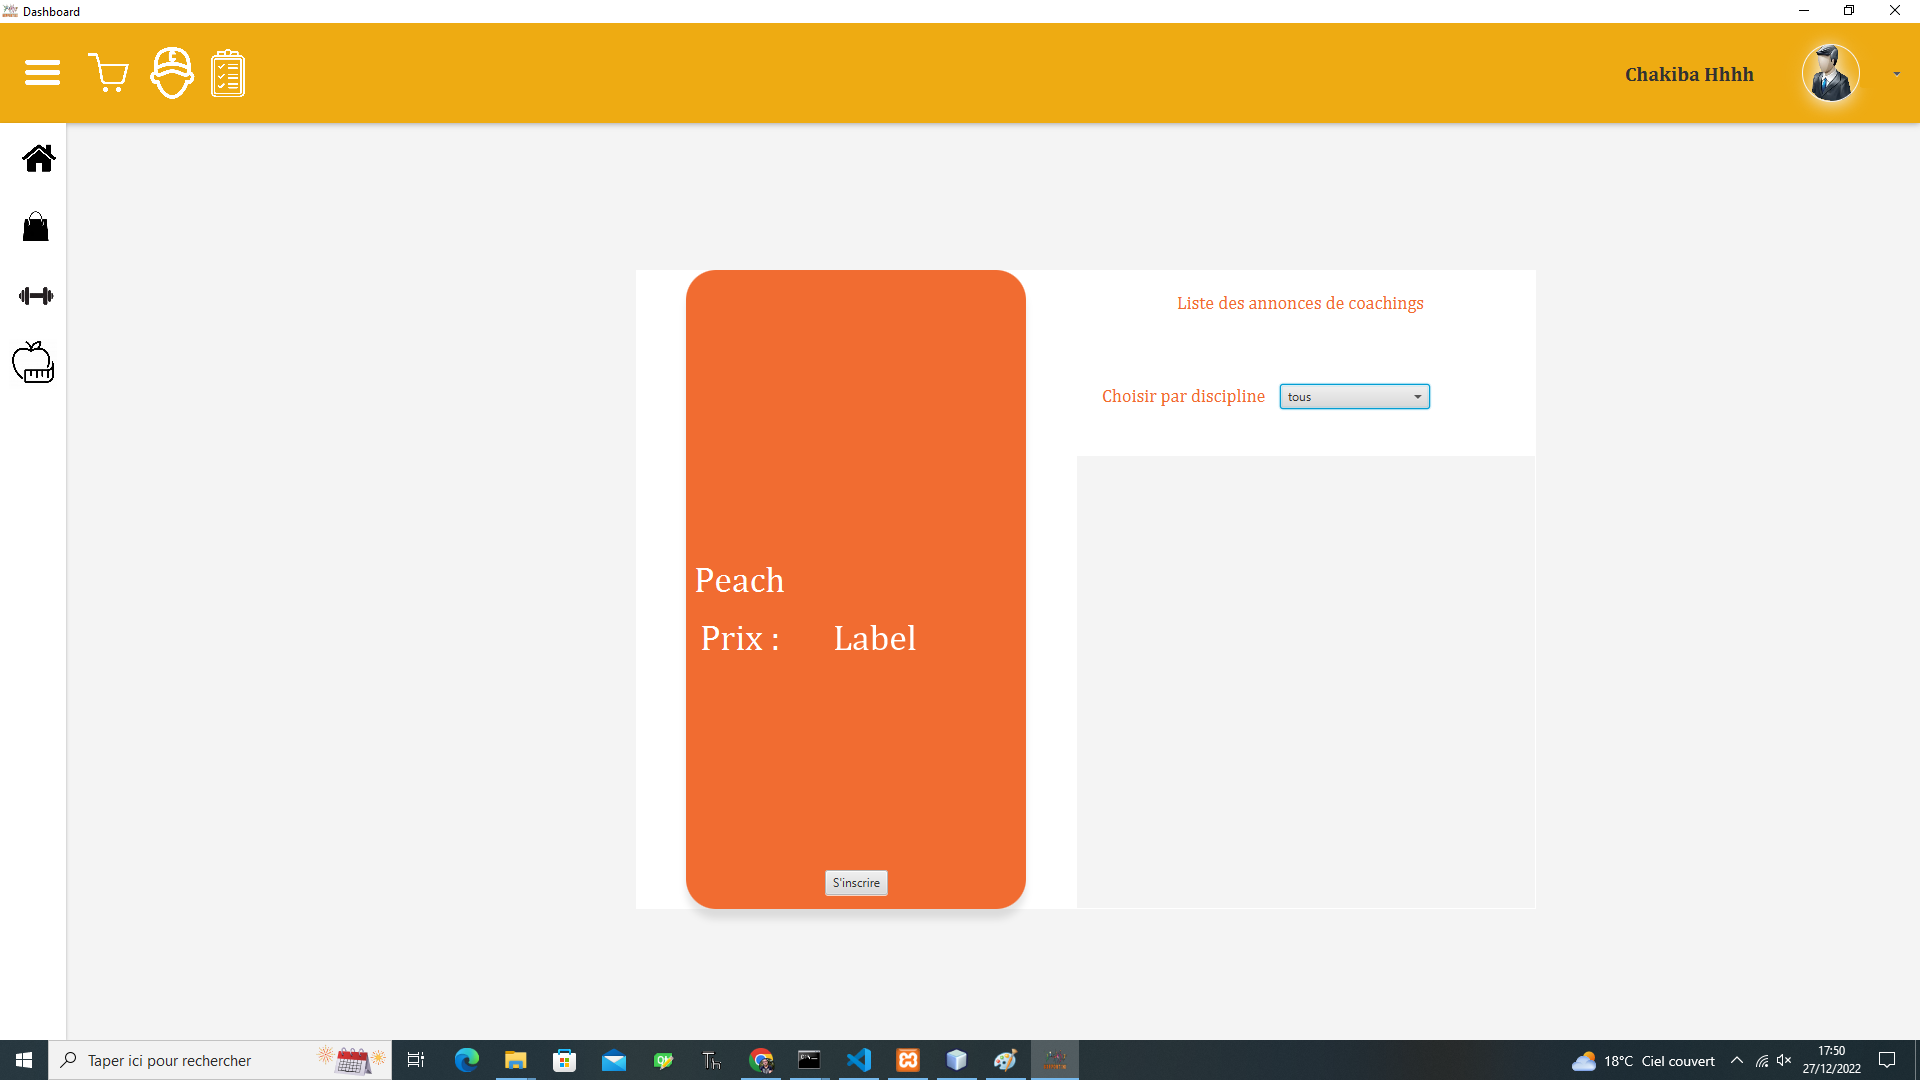 Dashboard
Chakiba Hhhh
Liste des annonces de coachings
Choisir par discipline
tous
Peach
Prix : Label
S'inscrire
Taper ici pour rechercher
Th
18°C Ciel couvert
17:50
27/12/2022